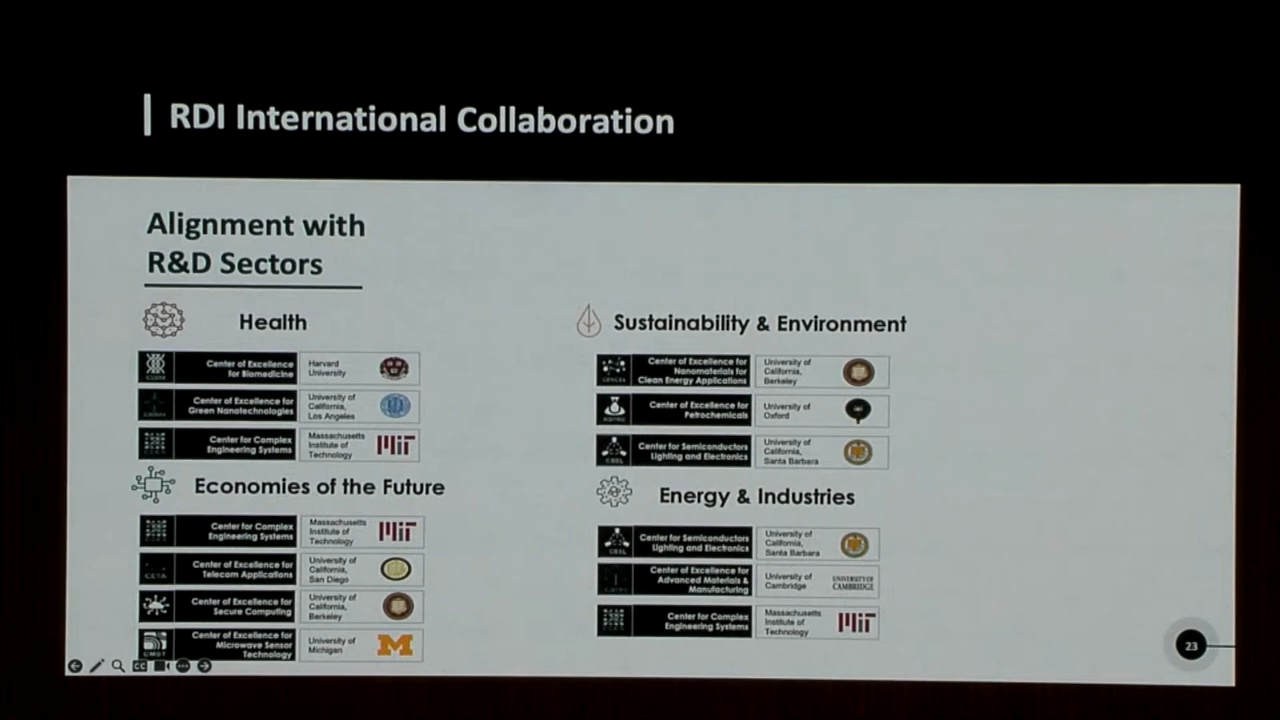 RDI International Collaboration
Alignment with
R&D Sectors
Health
Center of Excellence
for Biomedicine
Harvard
University
Center of Excellence for
Green Nanotechnologies
University of
California,
Los Angeles
Center for Complex
Engineering Systems
Massachusetts
Institute of
Technology
MIT
Economies of the Future
Center for Complex
Engineering Systems
Massachusetts
Institute of
Technology
MIT
CETA
Center of Excellence for
Telecom Applications
University of
California,
San Diego
Center of Excellence for
Secure Computing
University of
California,
Berkeley
CMST
Center of Excellence for
Microwave Sensor
Technology
University of
Michigan
M
Sustainability & Environment
Center of Excellence for
Nanomaterials for
Clean Energy Applications
University of
California,
Berkeley
Center of Excellence for
Petrochemicals
University of
Oxford
Center for Semiconductors
Lighting and Electronics
University of
California,
Santa Barbara
Energy & Industries
Center for Semiconductors
Lighting and Electronics
University of
California,
Santa Barbara
Center of Excellence for
Advanced Materials &
Manufacturing
University of
Cambridge
UNIVERSITY OF
CAMBRIDGE
Center for Complex
Engineering Systems
Massachusetts
Institute of
Technology
MIT
23
CC